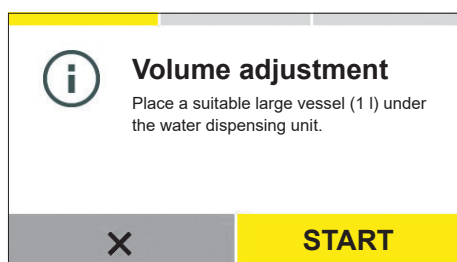 Volume adjustment
Place a suitable large vessel (1 l) under
the water dispensing unit.
START